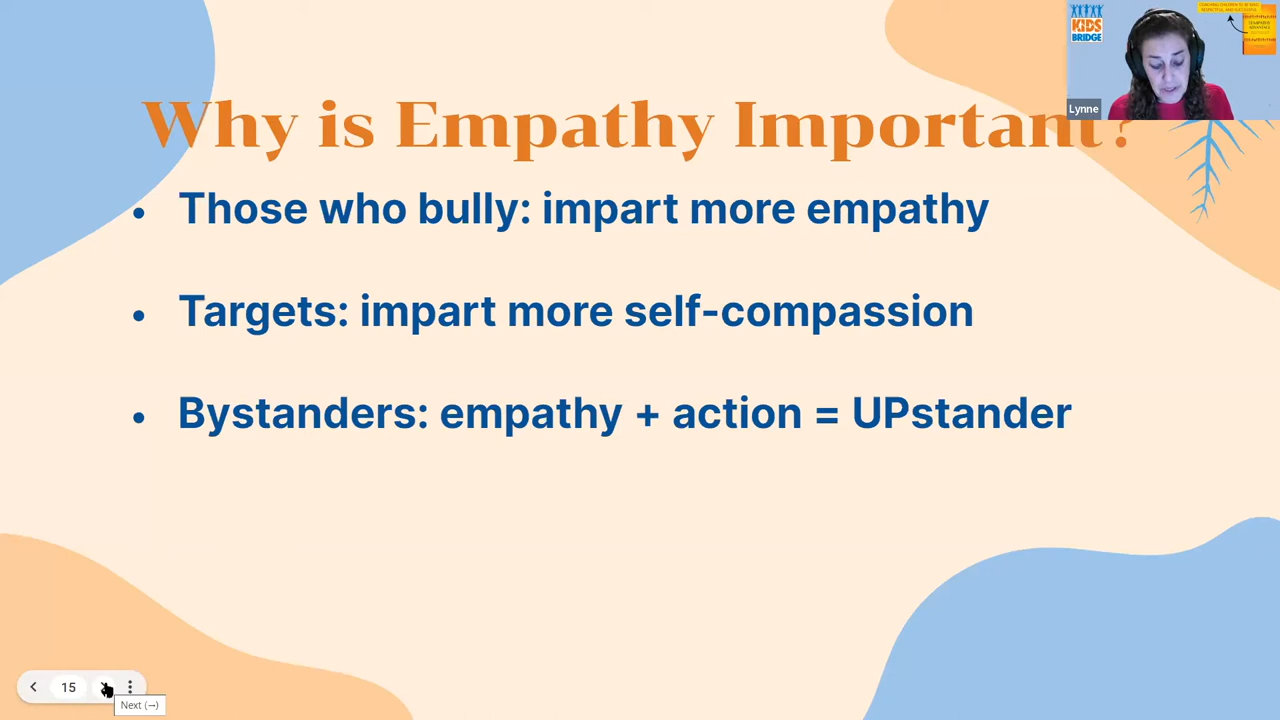 KiDS
BRIDGE
Lynne
Why is Empathy Important?
• Those who bully: impart more empathy
• Targets: impart more self-compassion
• Bystanders: empathy + action = UPstander
15
Next (→)